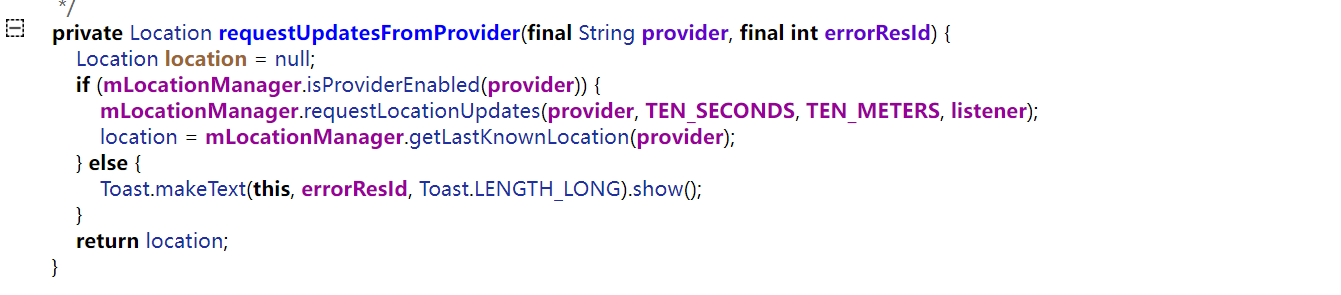 */
private Location requestUpdatesFromProvider(final String provider, final int errorResId) {
Location location = null;
if (mLocationManager.isProviderEnabled(provider)) {
mLocationManager.requestLocationUpdates(provider, TEN_SECONDS, TEN_METERS, listener);
location = mLocationManager.getLastKnownLocation(provider);
} else {
Toast.makeText(this, errorResId, Toast.LENGTH_LONG).show();
}
return location;
}